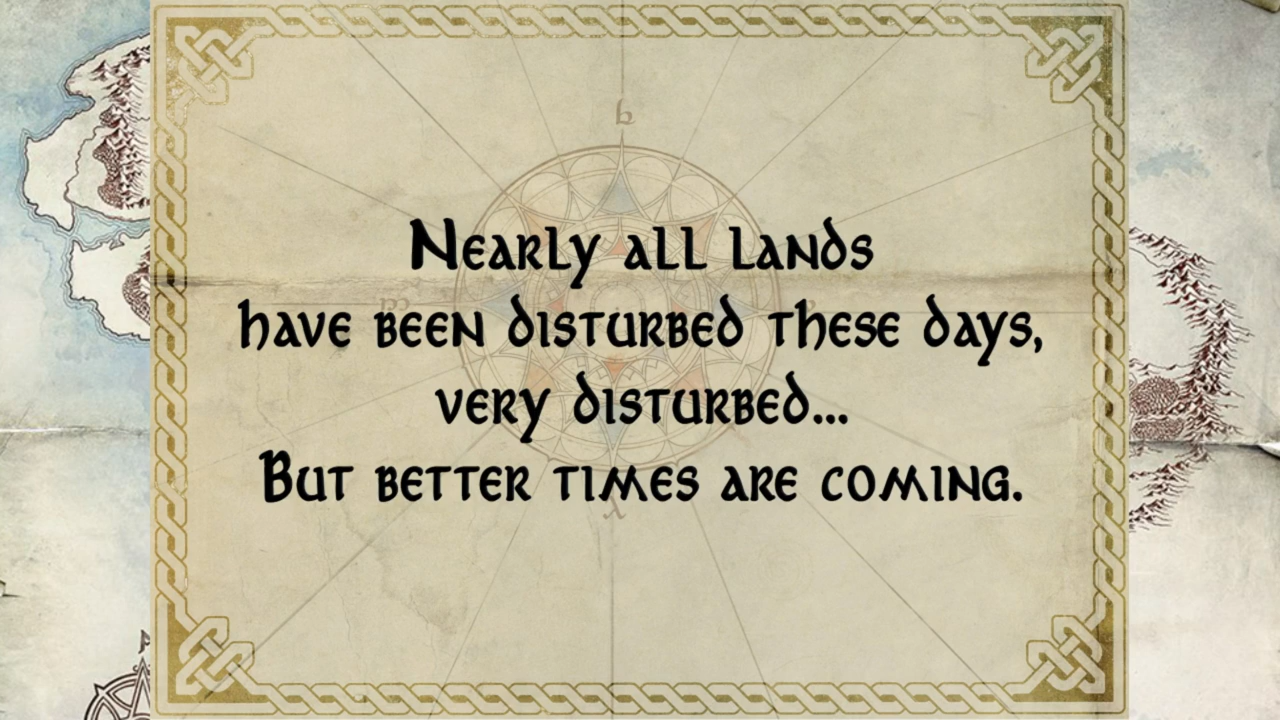 Nearly all lands
have been disturbed these days,
very disturbed...
But better times are coming.